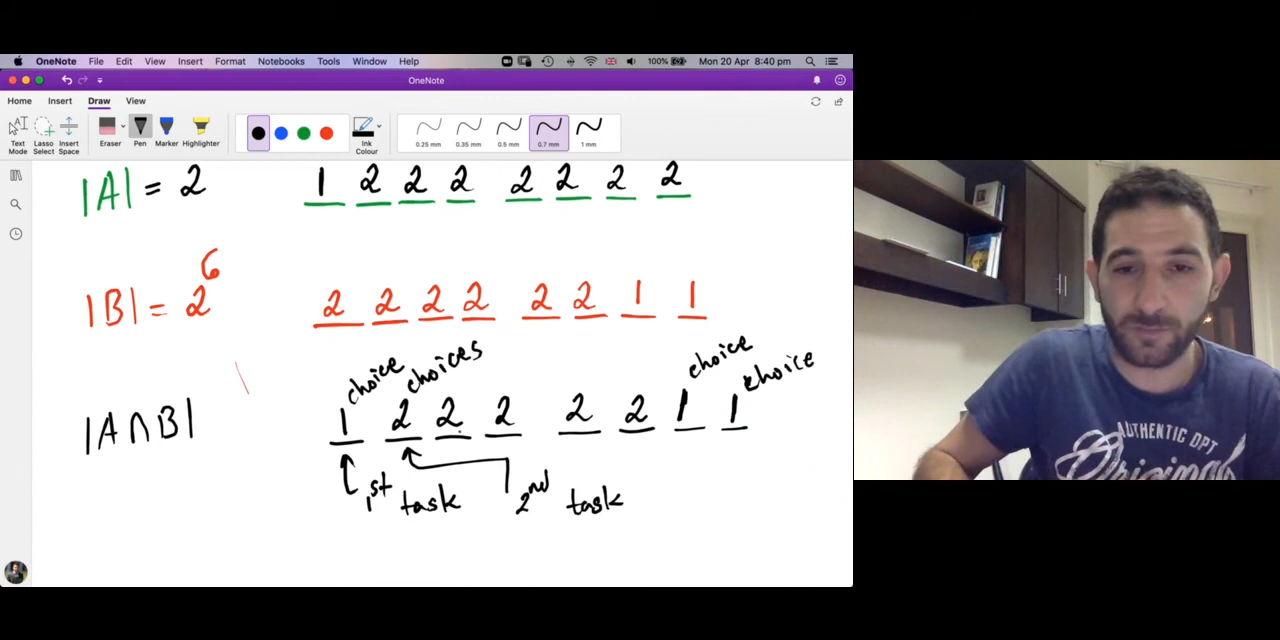 OneNote File Edit View Insert Format Notebooks Tools Window Help 100% Mon 20 Apr 8:40 pm
OneNote
Home Insert Draw View
Text Mode Lasso Select Insert Space Eraser Pen Marker Highlighter Ink Colour 0.25 mm 0.35 mm 0.5 mm 0.7 mm 1 mm
|A| = 2 1 2 2 2 2 2 2 2
|B| = 2⁶ 2 2 2 2 2 2 1 1
choice choices choice choice
|A∩B| 1 2 2 2 2 2 1 1
1st task 2nd task
AUTHENTIC DPT
Original